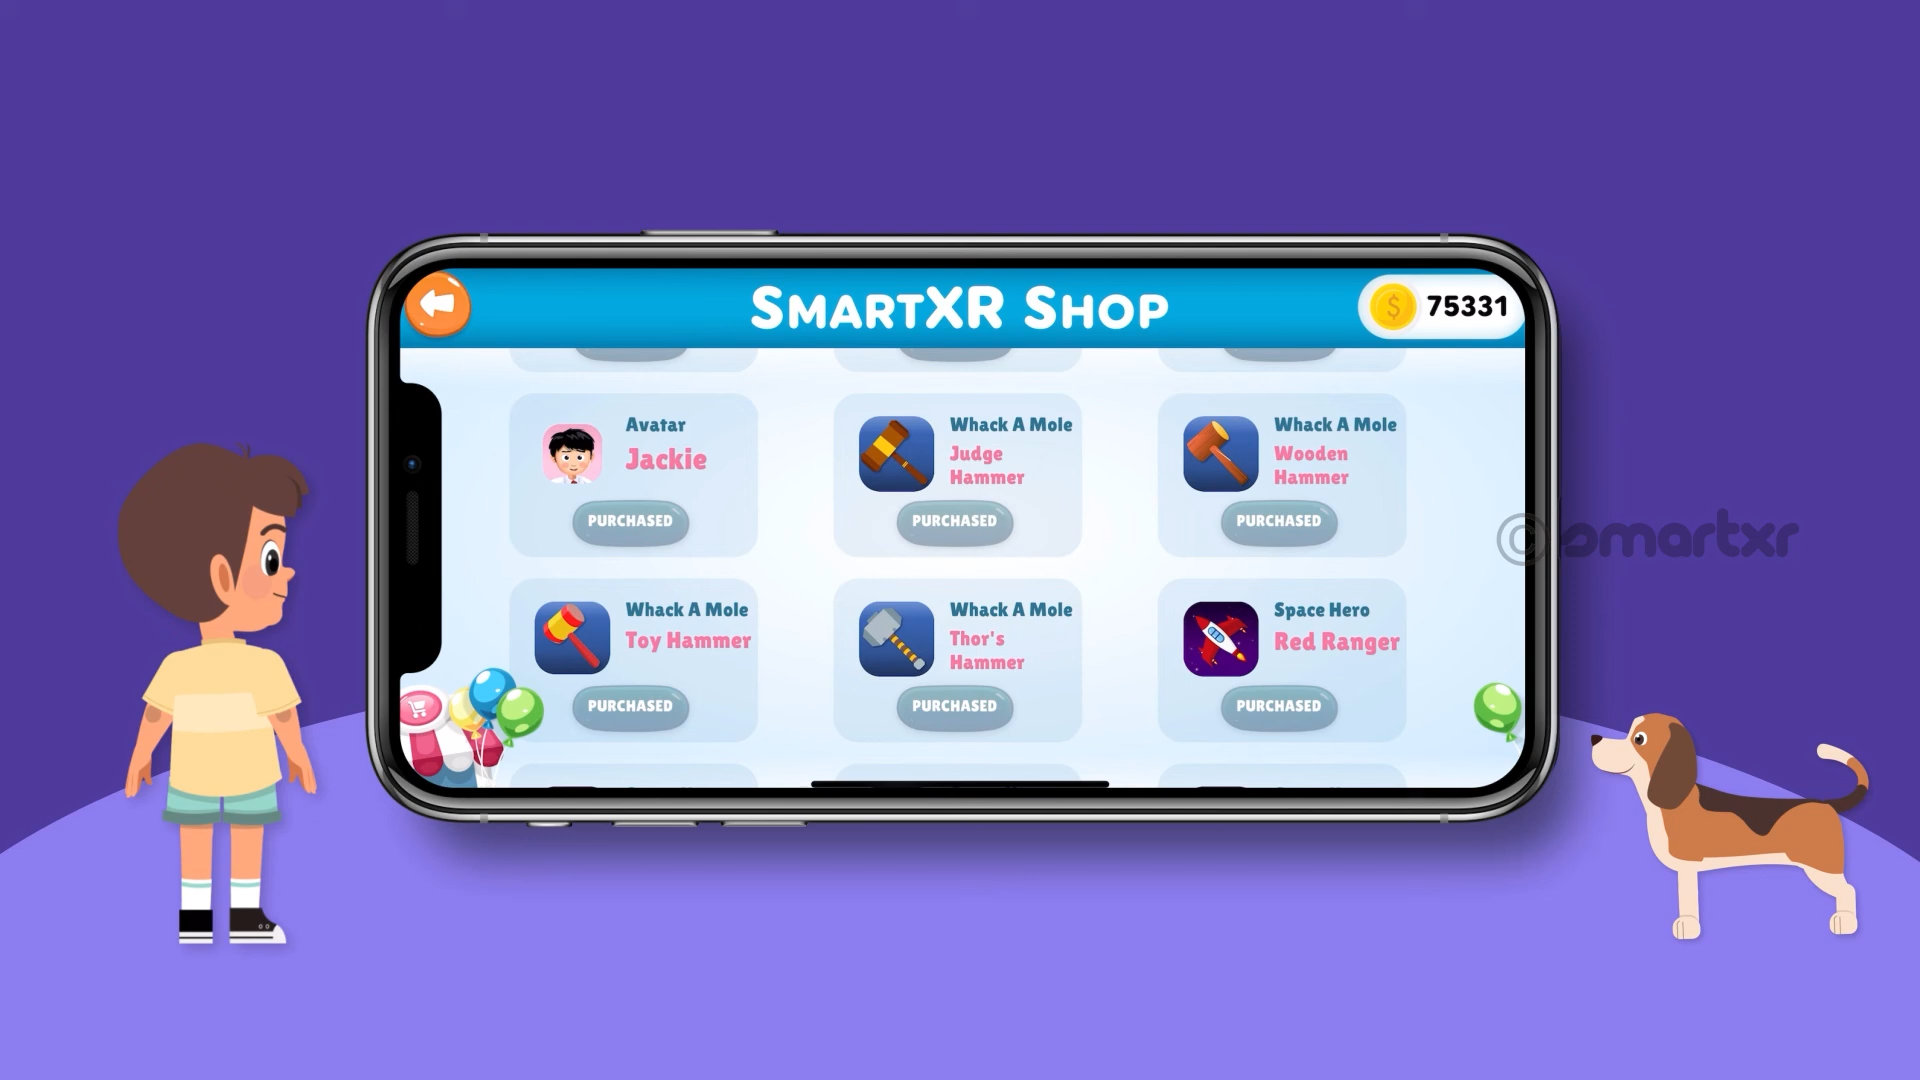 SMARTXR SHOP
$ 75331
Avatar
Jackie
PURCHASED
Whack A Mole
Judge
Hammer
PURCHASED
Whack A Mole
Wooden
Hammer
PURCHASED
Whack A Mole
Toy Hammer
PURCHASED
Whack A Mole
Thor's
Hammer
PURCHASED
Space Hero
Red Ranger
PURCHASED
© smartxr